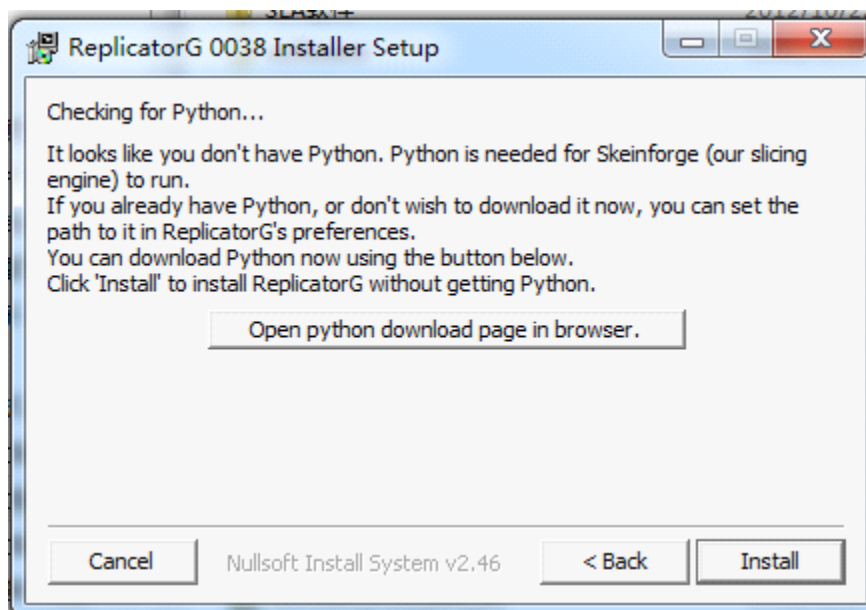 ReplicatorG 0038 Installer Setup
Checking for Python...
It looks like you don't have Python. Python is needed for Skeinforge (our slicing
engine) to run.
If you already have Python, or don't wish to download it now, you can set the
path to it in ReplicatorG's preferences.
You can download Python now using the button below.
Click 'Install' to install ReplicatorG without getting Python.
Open python download page in browser.
Cancel
Nullsoft Install System v2.46
< Back
Install